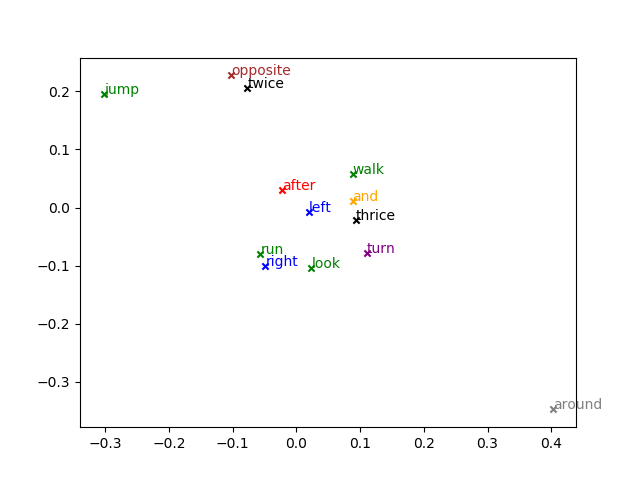 opposite
twice
jump
0.2
0.1
walk
after
and
left
thrice
0.0
run
turn
right
look
−0.1
−0.2
−0.3
around
−0.3 −0.2 −0.1 0.0 0.1 0.2 0.3 0.4